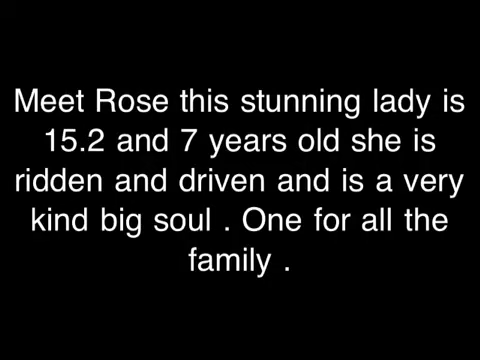 Meet Rose this stunning lady is
15.2 and 7 years old she is
ridden and driven and is a very
kind big soul . One for all the
family .